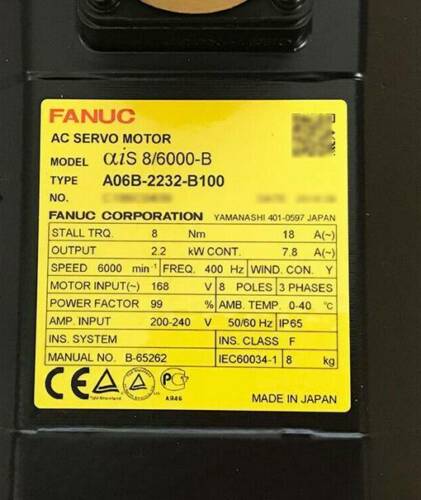 FANUC
AC SERVO MOTOR
MODEL αiS 8/6000-B
TYPE A06B-2232-B100
NO.
FANUC CORPORATION YAMANASHI 401-0597 JAPAN
STALL TRQ. 8 Nm 18 A(~)
OUTPUT 2.2 kW CONT. 7.8 A(~)
SPEED 6000 min⁻¹ FREQ. 400 Hz WIND. CON. Y
MOTOR INPUT(~) 168 V 8 POLES 3 PHASES
POWER FACTOR 99 % AMB. TEMP. 0-40 ℃
AMP. INPUT 200-240 V 50/60 Hz IP65
INS. SYSTEM INS. CLASS F
MANUAL NO. B-65262 IEC60034-1 8 kg
CE
A946
MADE IN JAPAN